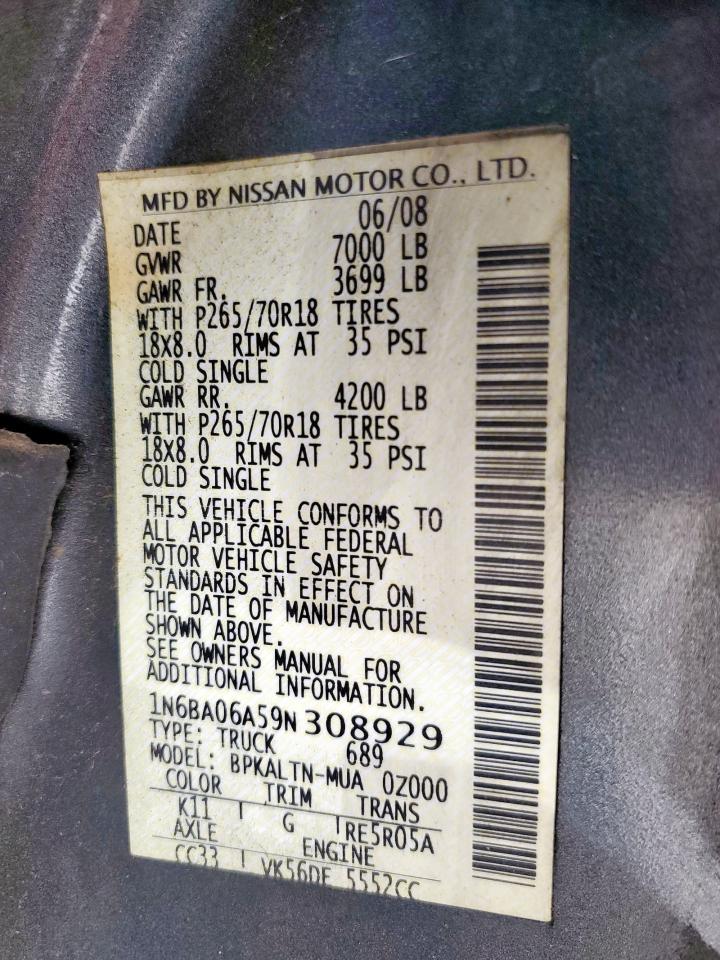 MFD BY NISSAN MOTOR CO., LTD.
DATE 06/08
GVWR 7000 LB
GAWR FR. 3699 LB
WITH P265/70R18 TIRES
18X8.0 RIMS AT 35 PSI
COLD SINGLE
GAWR RR. 4200 LB
WITH P265/70R18 TIRES
18X8.0 RIMS AT 35 PSI
COLD SINGLE
THIS VEHICLE CONFORMS TO
ALL APPLICABLE FEDERAL
MOTOR VEHICLE SAFETY
STANDARDS IN EFFECT ON
THE DATE OF MANUFACTURE
SHOWN ABOVE.
SEE OWNERS MANUAL FOR
ADDITIONAL INFORMATION.
1N6BA06A59N308929
TYPE: TRUCK 689
MODEL: BPKALTN-MUA 0Z000
COLOR TRIM TRANS
K11 G RE5R05A
AXLE ENGINE
CC33 VK56DE 5552CC